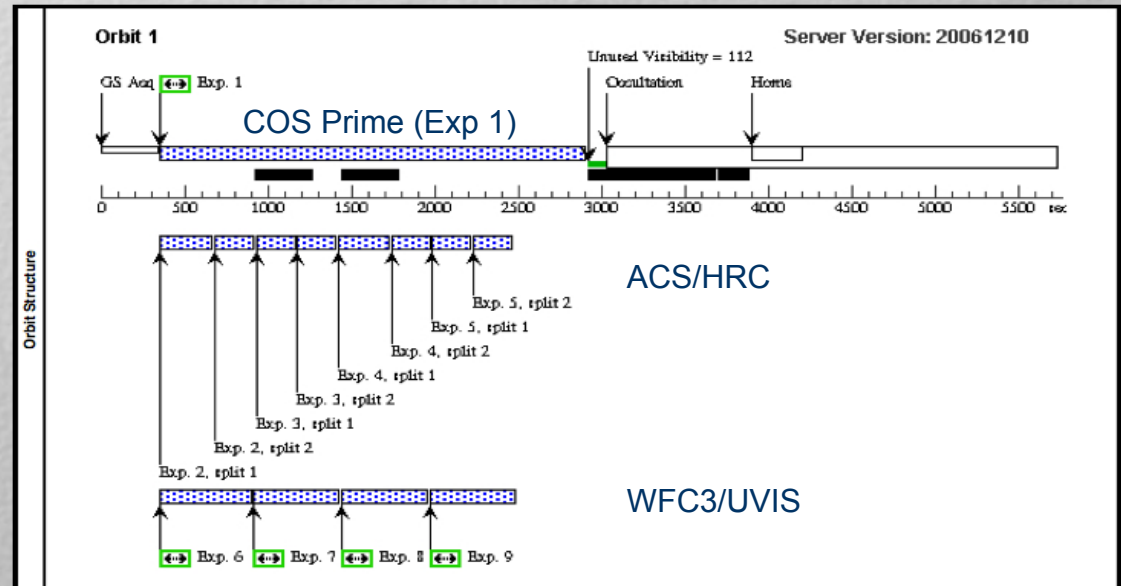 Orbit 1
Server Version: 20061210
Unused Visibility = 112
GS Acq
Exp. 1
Occultation
Home
COS Prime (Exp 1)
0 500 1000 1500 2000 2500 3000 3500 4000 4500 5000 5500 sec
Orbit Structure
ACS/HRC
Exp. 5, split 2
Exp. 5, split 1
Exp. 4, split 2
Exp. 4, split 1
Exp. 3, split 2
Exp. 3, split 1
Exp. 2, split 2
Exp. 2, split 1
WFC3/UVIS
Exp. 6 Exp. 7 Exp. 8 Exp. 9